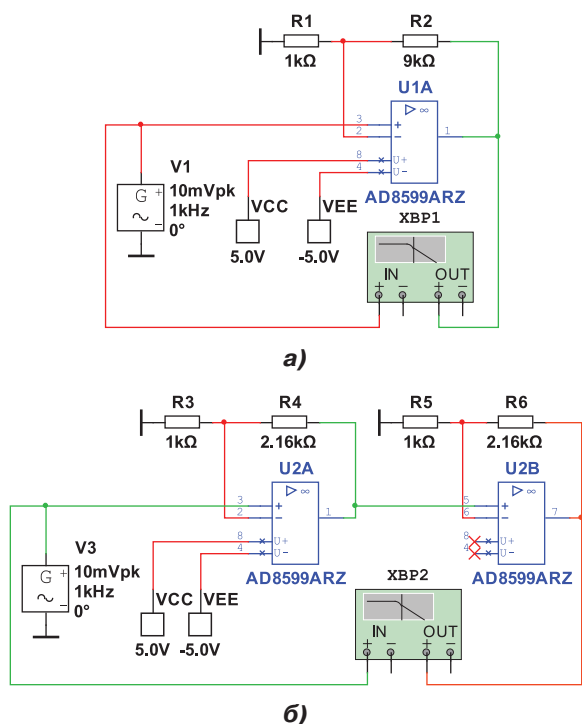 R1
R2
1kΩ
9kΩ
U1A
3
+
▷ ∞
2
−
1
8
U+
4
U−
AD8599ARZ
V1
G
+
−
10mVpk
1kHz
0°
VCC
5.0V
VEE
-5.0V
XBP1
IN
OUT
+
−
+
−
а)
R3
R4
R5
R6
1kΩ
2.16kΩ
1kΩ
2.16kΩ
U2A
U2B
3
+
▷ ∞
2
−
1
8
U+
4
U−
AD8599ARZ
5
+
▷ ∞
6
−
7
8
U+
4
U−
AD8599ARZ
V3
G
+
−
10mVpk
1kHz
0°
VCC
VEE
5.0V
-5.0V
XBP2
IN
OUT
+
−
+
−
б)